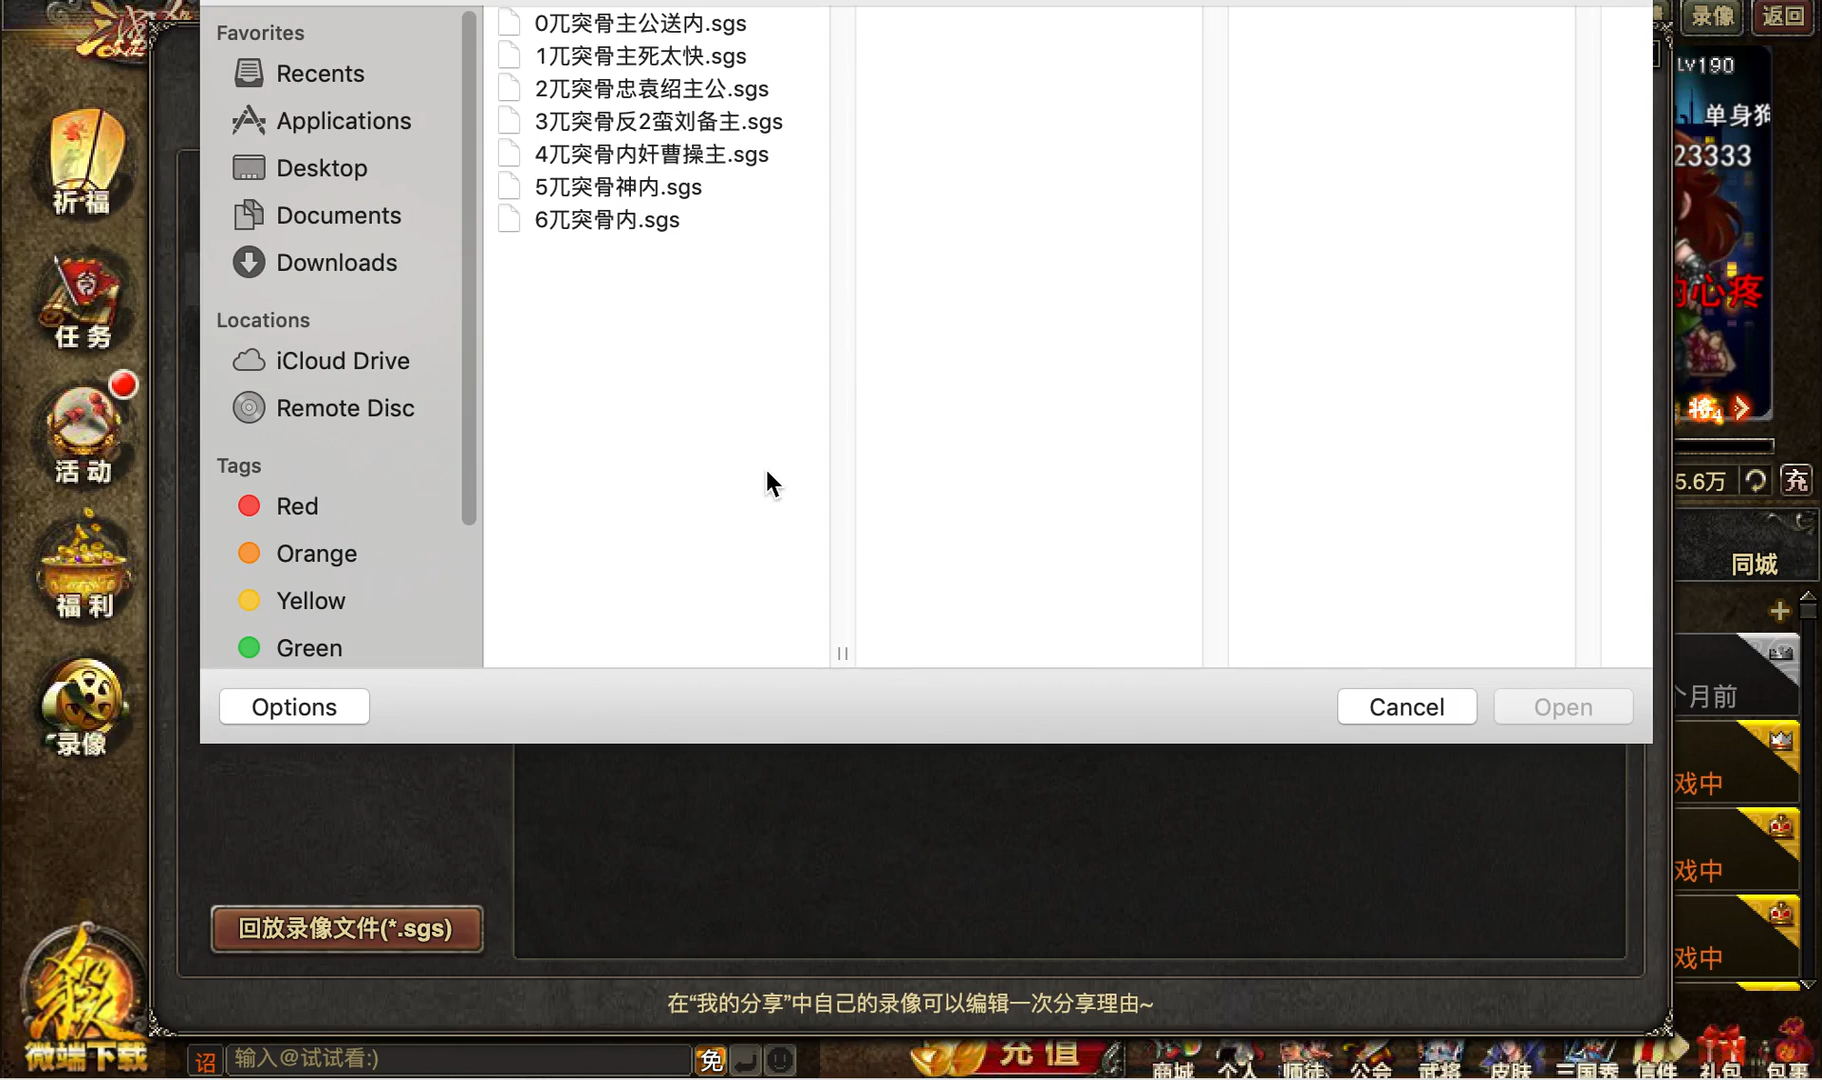 录像
返回
Favorites
Recents
Applications
Desktop
Documents
Downloads
Locations
iCloud Drive
Remote Disc
Tags
Red
Orange
Yellow
Green
0兀突骨主公送内.sgs
1兀突骨主死太快.sgs
2兀突骨忠袁绍主公.sgs
3兀突骨反2蛮刘备主.sgs
4兀突骨内奸曹操主.sgs
5兀突骨神内.sgs
6兀突骨内.sgs
Options
Cancel
Open
祈福
任务
活动
福利
录像
微端下载
Lv190
单身狗
23333
心疼
5.6万
充
同城
个月前
戏中
戏中
戏中
回放录像文件(*.sgs)
在“我的分享”中自己的录像可以编辑一次分享理由~
诏
输入@试试看:)
免
充值
商城
个人
师徒
公会
武将
皮肤
三国秀
信件
礼包
包裹